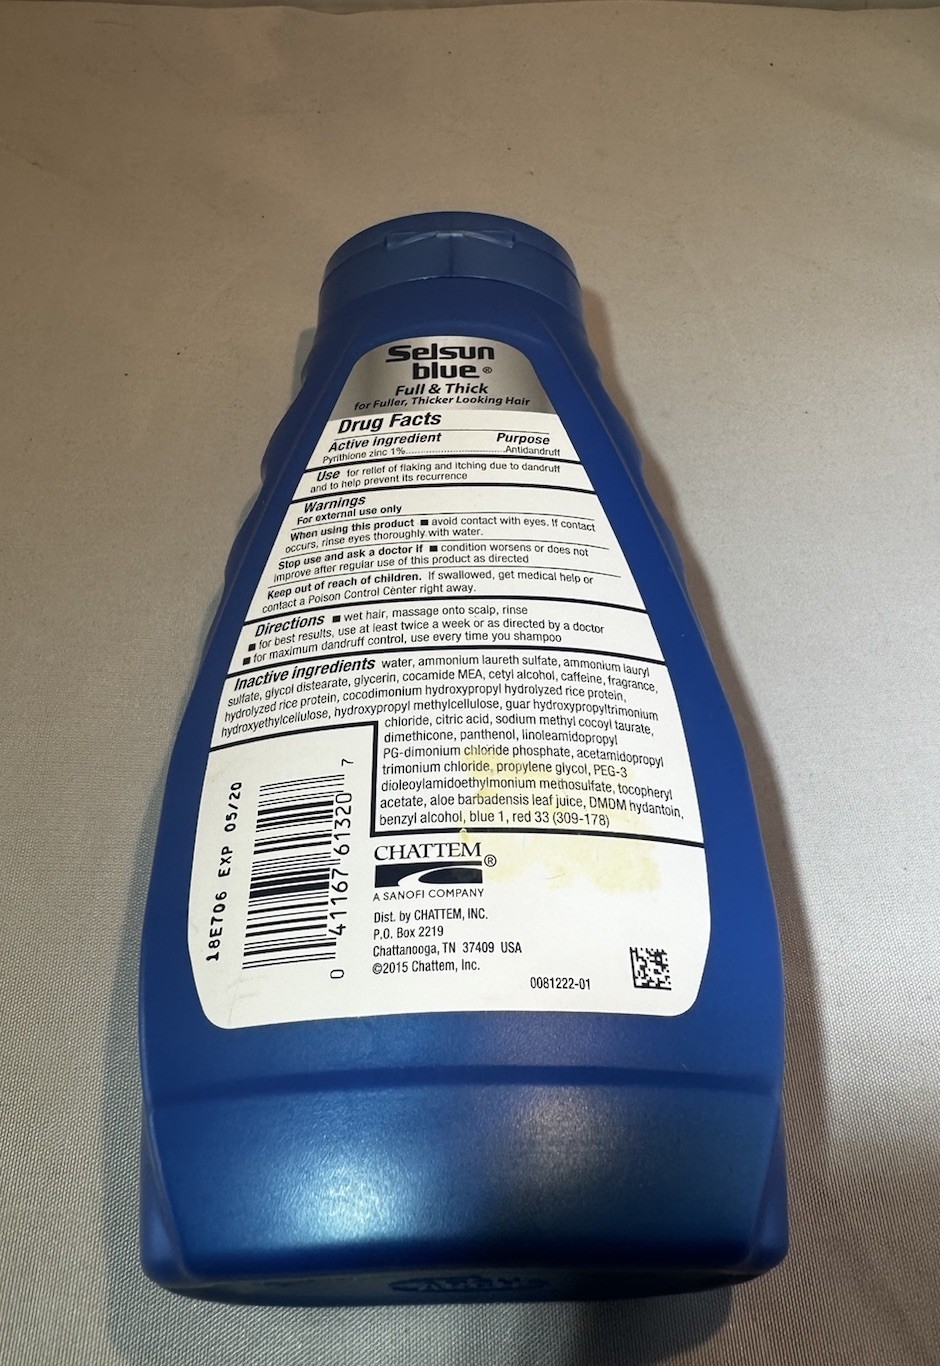 Selsun
blue®
Full & Thick
for Fuller, Thicker Looking Hair
Drug Facts
Active ingredient Purpose
Pyrithione zinc 1%......................................Antidandruff
Use for relief of flaking and itching due to dandruff
and to help prevent its recurrence
Warnings
For external use only
When using this product ■ avoid contact with eyes. If contact
occurs, rinse eyes thoroughly with water.
Stop use and ask a doctor if ■ condition worsens or does not
improve after regular use of this product as directed
Keep out of reach of children. If swallowed, get medical help or
contact a Poison Control Center right away.
Directions ■ wet hair, massage onto scalp, rinse
■ for best results, use at least twice a week or as directed by a doctor
■ for maximum dandruff control, use every time you shampoo
Inactive ingredients water, ammonium laureth sulfate, ammonium lauryl
sulfate, glycol distearate, glycerin, cocamide MEA, cetyl alcohol, caffeine, fragrance,
hydrolyzed rice protein, cocodimonium hydroxypropyl hydrolyzed rice protein,
hydroxyethylcellulose, hydroxypropyl methylcellulose, guar hydroxypropyltrimonium
chloride, citric acid, sodium methyl cocoyl taurate,
dimethicone, panthenol, linoleamidopropyl
PG-dimonium chloride phosphate, acetamidopropyl
trimonium chloride, propylene glycol, PEG-3
dioleoylamidoethylmonium methosulfate, tocopheryl
acetate, aloe barbadensis leaf juice, DMDM hydantoin,
benzyl alcohol, blue 1, red 33 (309-178)
18E706 EXP 05/20
0 41167 61320 7
CHATTEM®
A SANOFI COMPANY
Dist. by CHATTEM, INC.
P.O. Box 2219
Chattanooga, TN 37409 USA
©2015 Chattem, Inc.
0081222-01